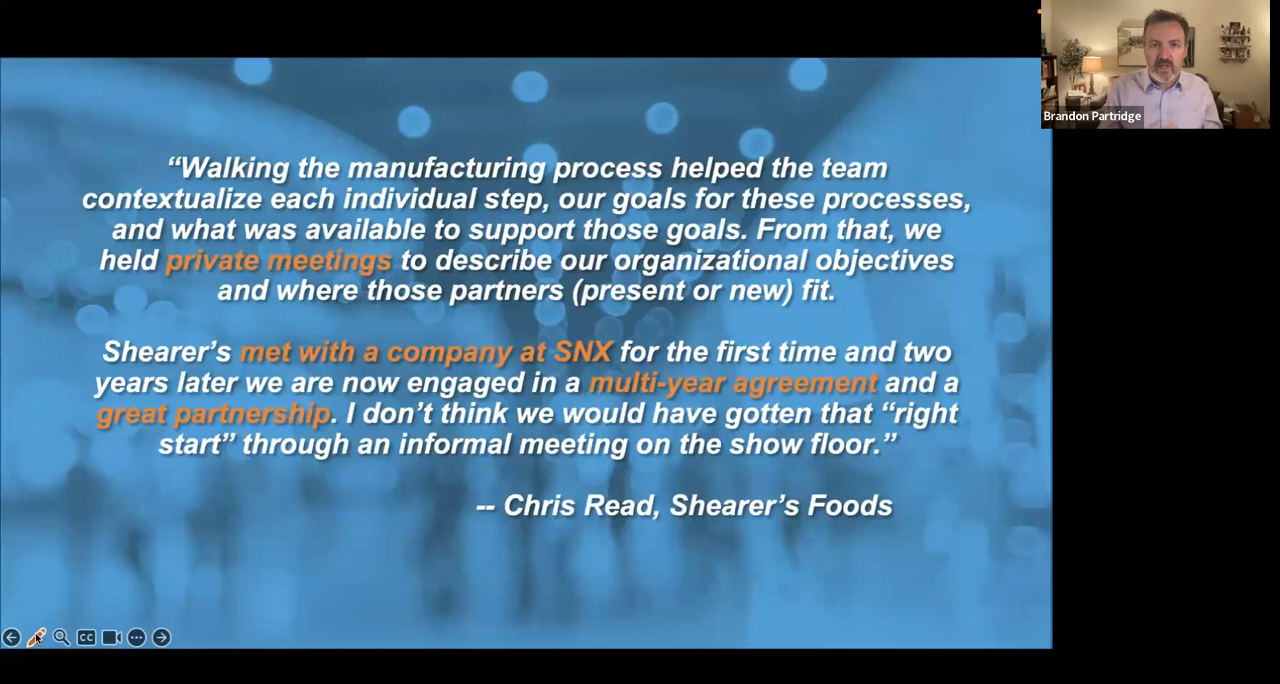 Brandon Partridge
“Walking the manufacturing process helped the team
contextualize each individual step, our goals for these processes,
and what was available to support those goals. From that, we
held private meetings to describe our organizational objectives
and where those partners (present or new) fit.
Shearer’s met with a company at SNX for the first time and two
years later we are now engaged in a multi-year agreement and a
great partnership. I don’t think we would have gotten that “right
start” through an informal meeting on the show floor.”
-- Chris Read, Shearer’s Foods
CC